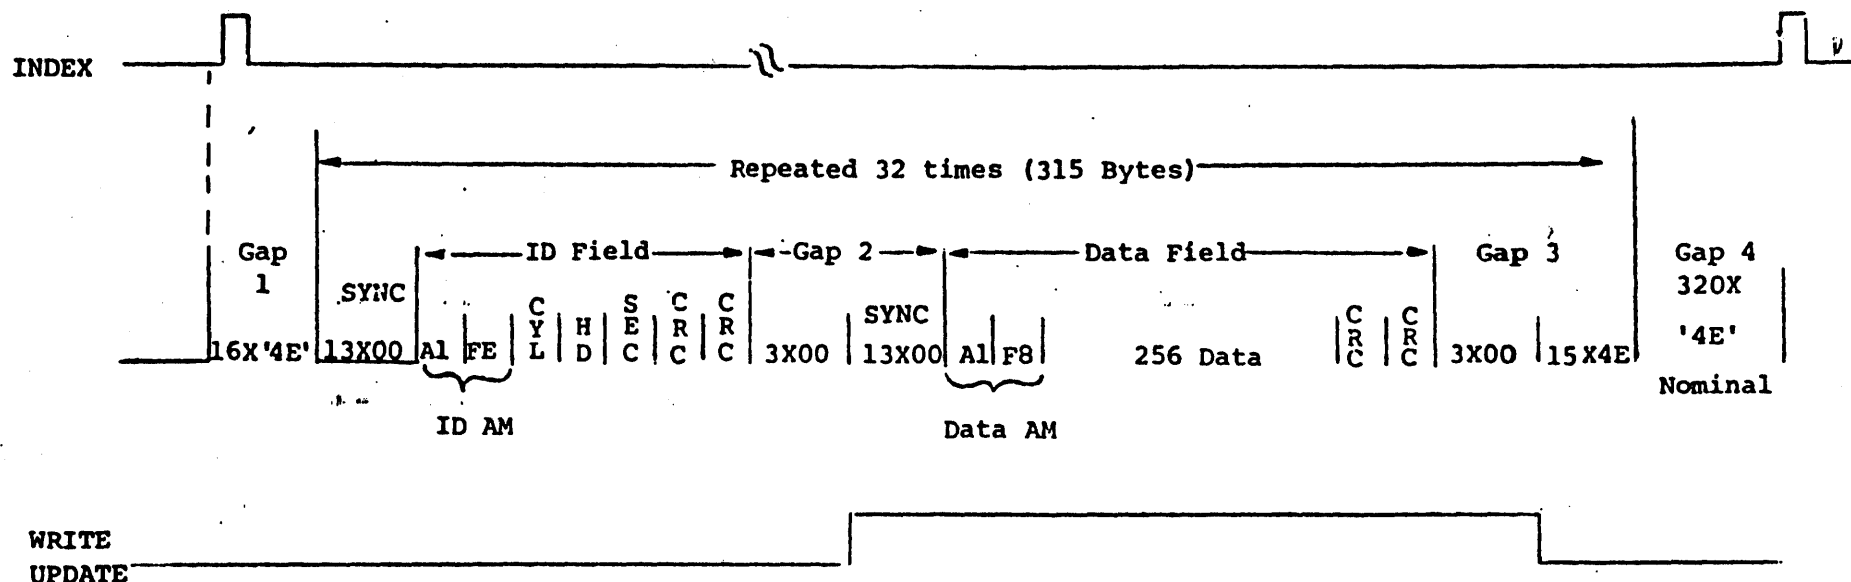 INDEX
Repeated 32 times (315 Bytes)
Gap 1
ID Field
Gap 2
Data Field
Gap 3
Gap 4
320X
'4E'
Nominal
SYNC
SYNC
16X'4E'
13X00
A1
FE
CYL
HD
SEC
CRC
CRC
3X00
13X00
A1
F8
256 Data
CRC
CRC
3X00
15X4E
ID AM
Data AM
WRITE
UPDATE